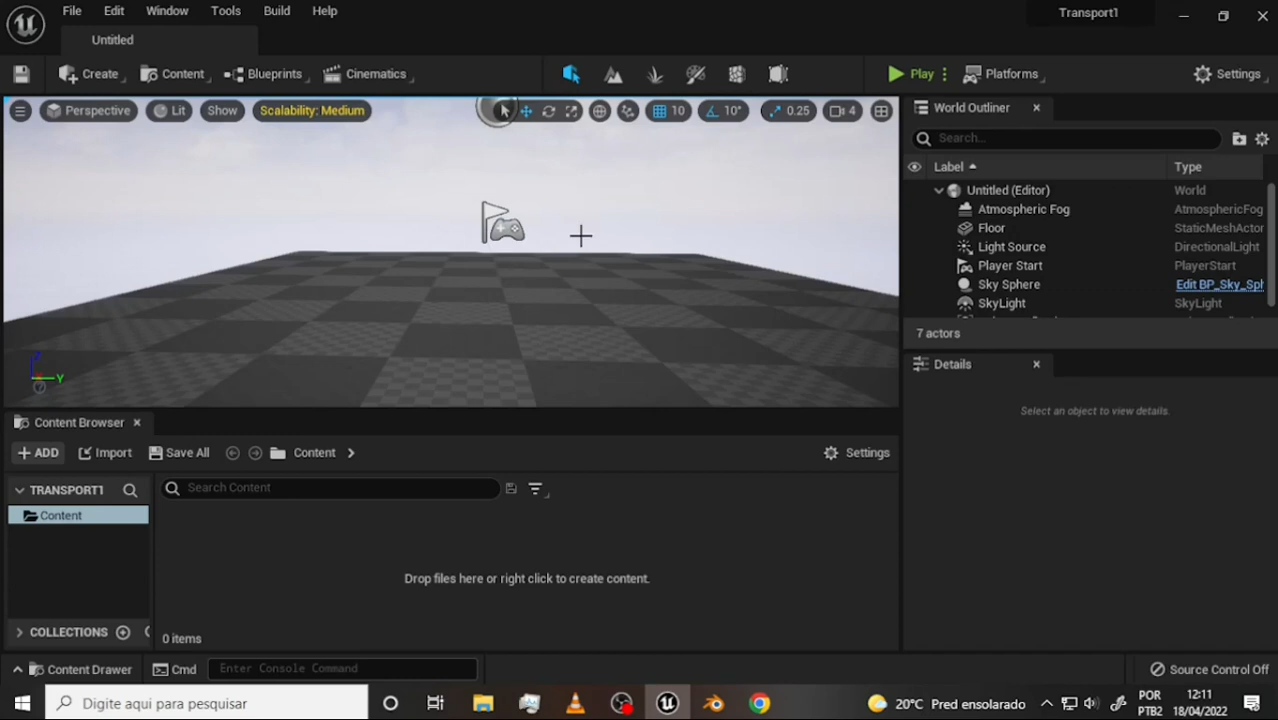 File Edit Window Tools Build Help
Transport1
Untitled
Create Content Blueprints Cinematics Play Platforms Settings
Perspective Lit Show Scalability: Medium 10 10° 0.25 4
World Outliner
Search...
Label Type
Untitled (Editor) World
Atmospheric Fog AtmosphericFog
Floor StaticMeshActor
Light Source DirectionalLight
Player Start PlayerStart
Sky Sphere Edit BP_Sky_Sph
SkyLight SkyLight
7 actors
Details
Select an object to view details.
Z
Y
Content Browser
ADD Import Save All Content Settings
TRANSPORT1
Search Content
Content
Drop files here or right click to create content.
COLLECTIONS
0 items
Content Drawer Cmd Enter Console Command Source Control Off
Digite aqui para pesquisar
20°C Pred ensolarado
POR
PTB2
12:11
18/04/2022